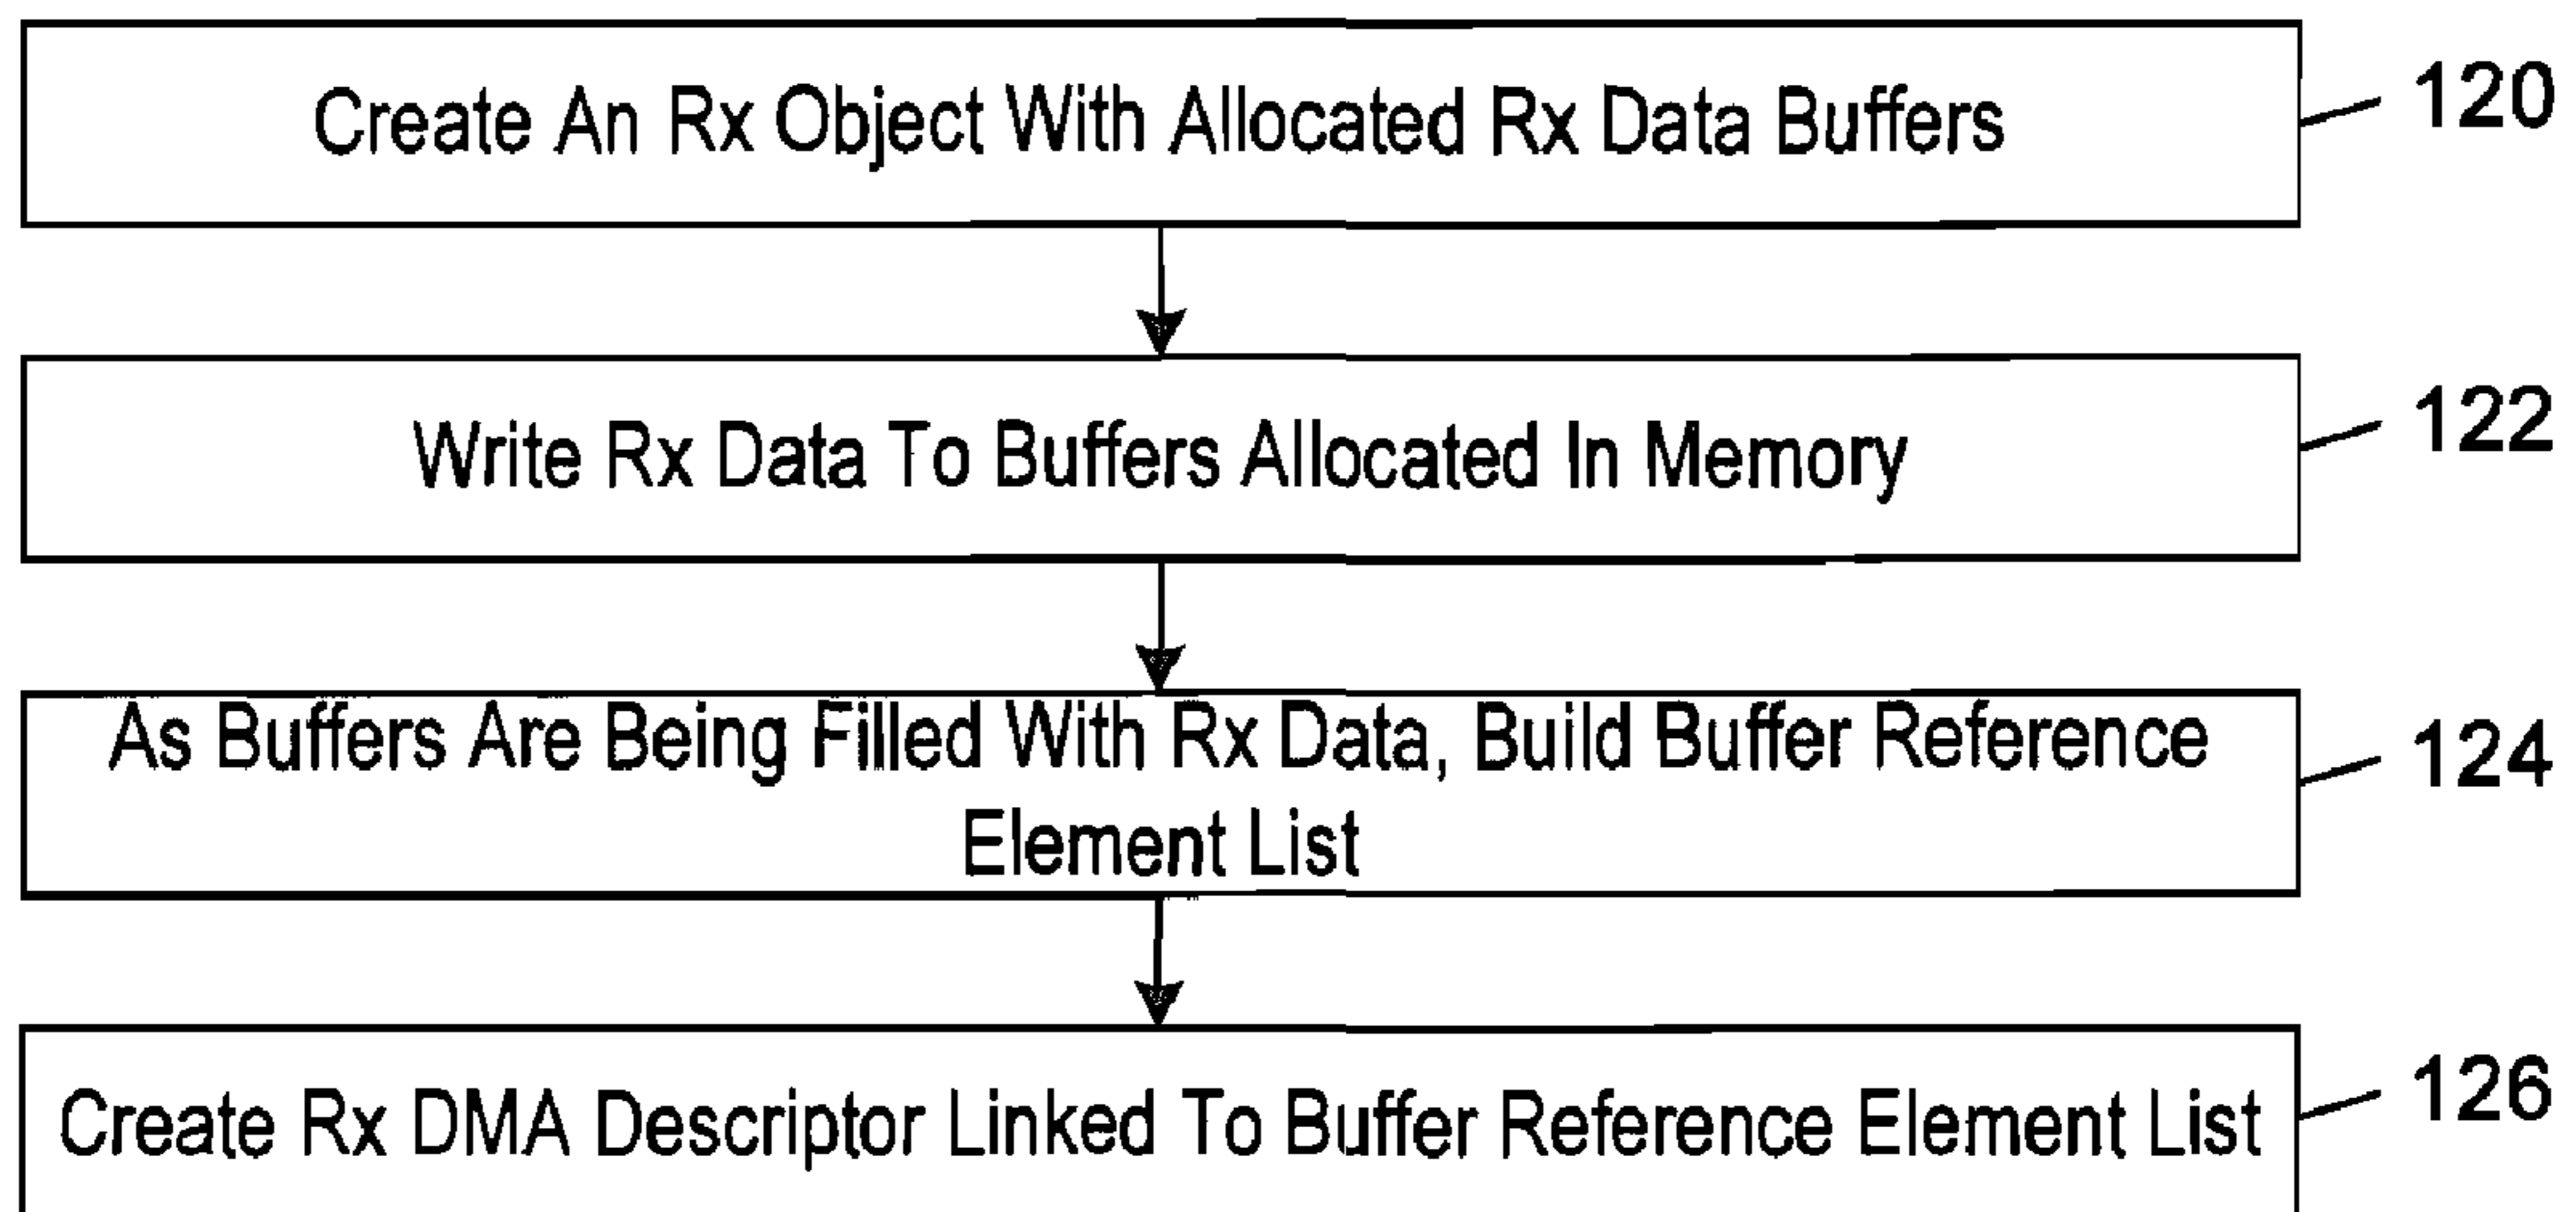 Create An Rx Object With Allocated Rx Data Buffers
120
Write Rx Data To Buffers Allocated In Memory
122
As Buffers Are Being Filled With Rx Data, Build Buffer Reference
Element List
124
Create Rx DMA Descriptor Linked To Buffer Reference Element List
126